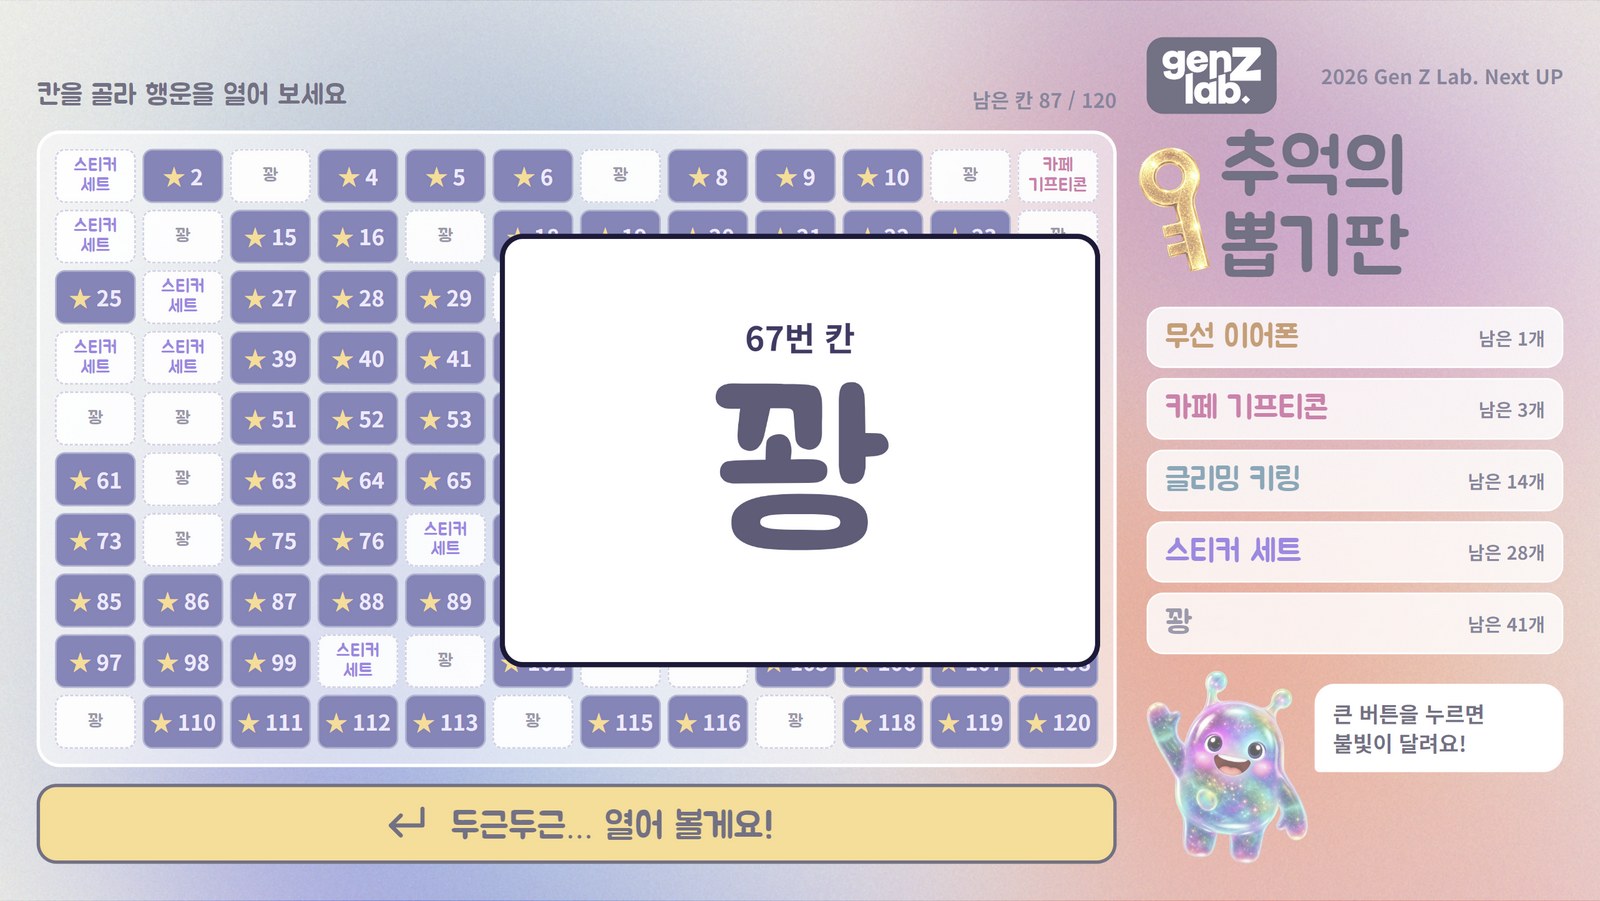 칸을 골라 행운을 열어 보세요
남은 칸 87 / 120
genZ
lab.
2026 Gen Z Lab. Next UP
추억의
뽑기판
스티커
세트
★ 2
꽝
★ 4
★ 5
★ 6
꽝
★ 8
★ 9
★ 10
꽝
카페
기프티콘
스티커
세트
꽝
★ 15
★ 16
꽝
★ 25
스티커
세트
★ 27
★ 28
★ 29
스티커
세트
스티커
세트
★ 39
★ 40
★ 41
꽝
꽝
★ 51
★ 52
★ 53
★ 61
꽝
★ 63
★ 64
★ 65
★ 73
꽝
★ 75
★ 76
스티커
세트
★ 85
★ 86
★ 87
★ 88
★ 89
★ 97
★ 98
★ 99
스티커
세트
꽝
꽝
★ 110
★ 111
★ 112
★ 113
꽝
★ 115
★ 116
꽝
★ 118
★ 119
★ 120
67번 칸
꽝
무선 이어폰
남은 1개
카페 기프티콘
남은 3개
글리밍 키링
남은 14개
스티커 세트
남은 28개
꽝
남은 41개
큰 버튼을 누르면
불빛이 달려요!
↵ 두근두근... 열어 볼게요!